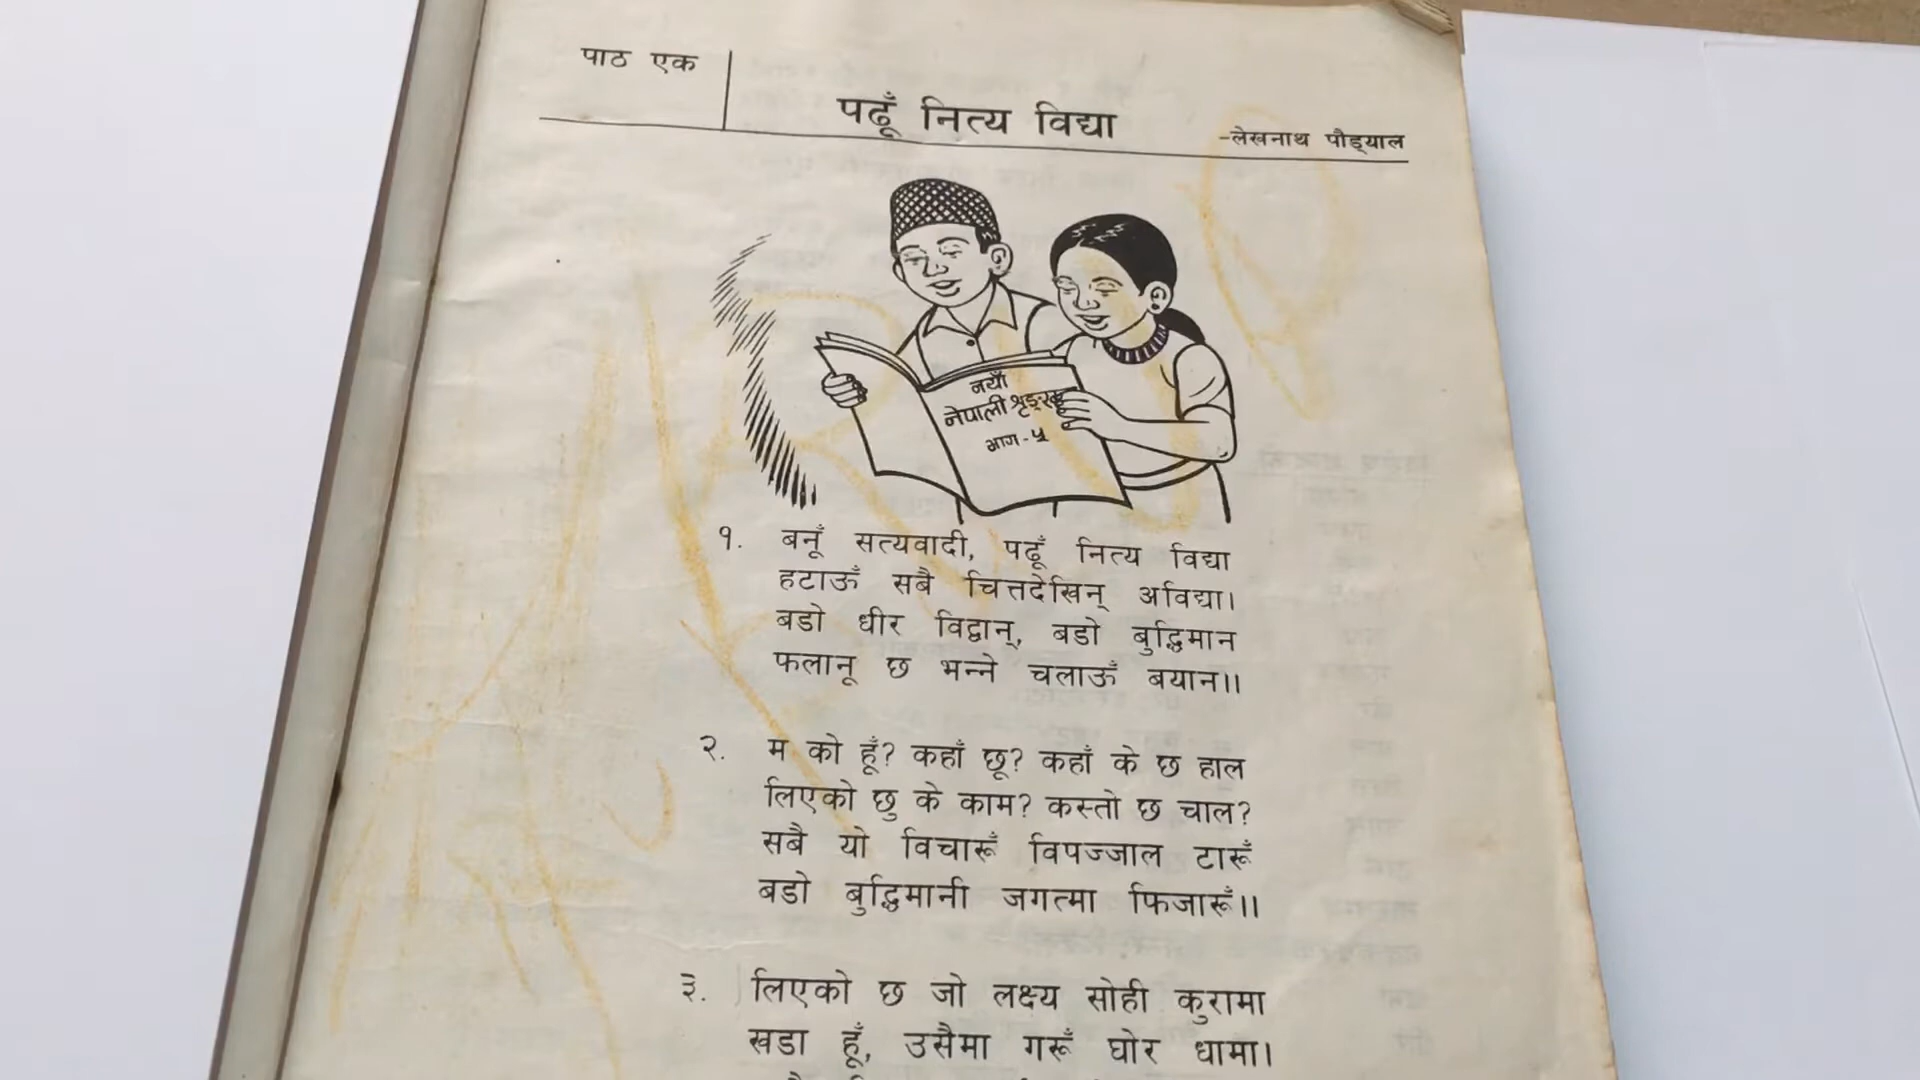 पाठ एक
पढूँ नित्य विद्या
-लेखनाथ पौड्याल
नयाँ
नेपाली
भाग-५
१. बनूँ सत्यवादी, पढूँ नित्य विद्या
हटाऊँ सबै चित्तदेखिन् अविद्या।
बडो धीर विद्वान्, बडो बुद्धिमान
फलानू छ भन्ने चलाऊँ बयान।।
२. म को हूँ? कहाँ छू? कहाँ के छ हाल
लिएको छु के काम? कस्तो छ चाल?
सबै यो विचारूँ विपज्जाल टारूँ
बडो बुद्धिमानी जगत्मा फिजारूँ।।
३. लिएको छ जो लक्ष्य सोही कुरामा
खडा हूँ, उसैमा गरूँ घोर धामा।